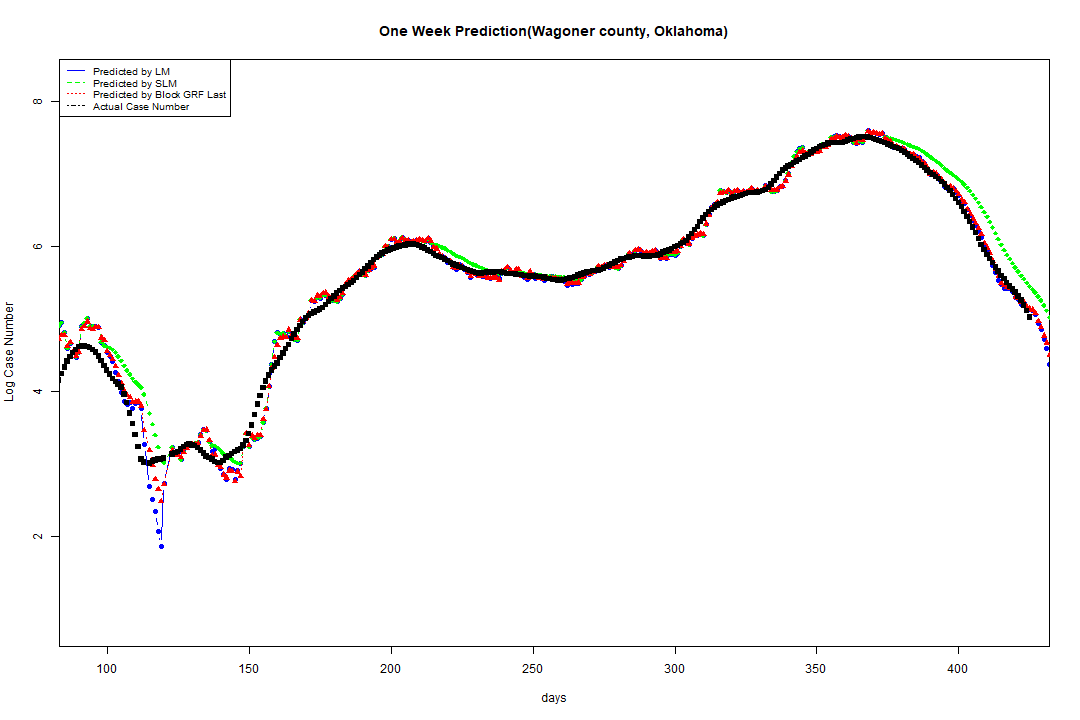 One Week Prediction(Wagoner county, Oklahoma)
Predicted by LM
Predicted by SLM
Predicted by Block GRF Last
Actual Case Number
8
6
4
2
Log Case Number
100 150 200 250 300 350 400
days